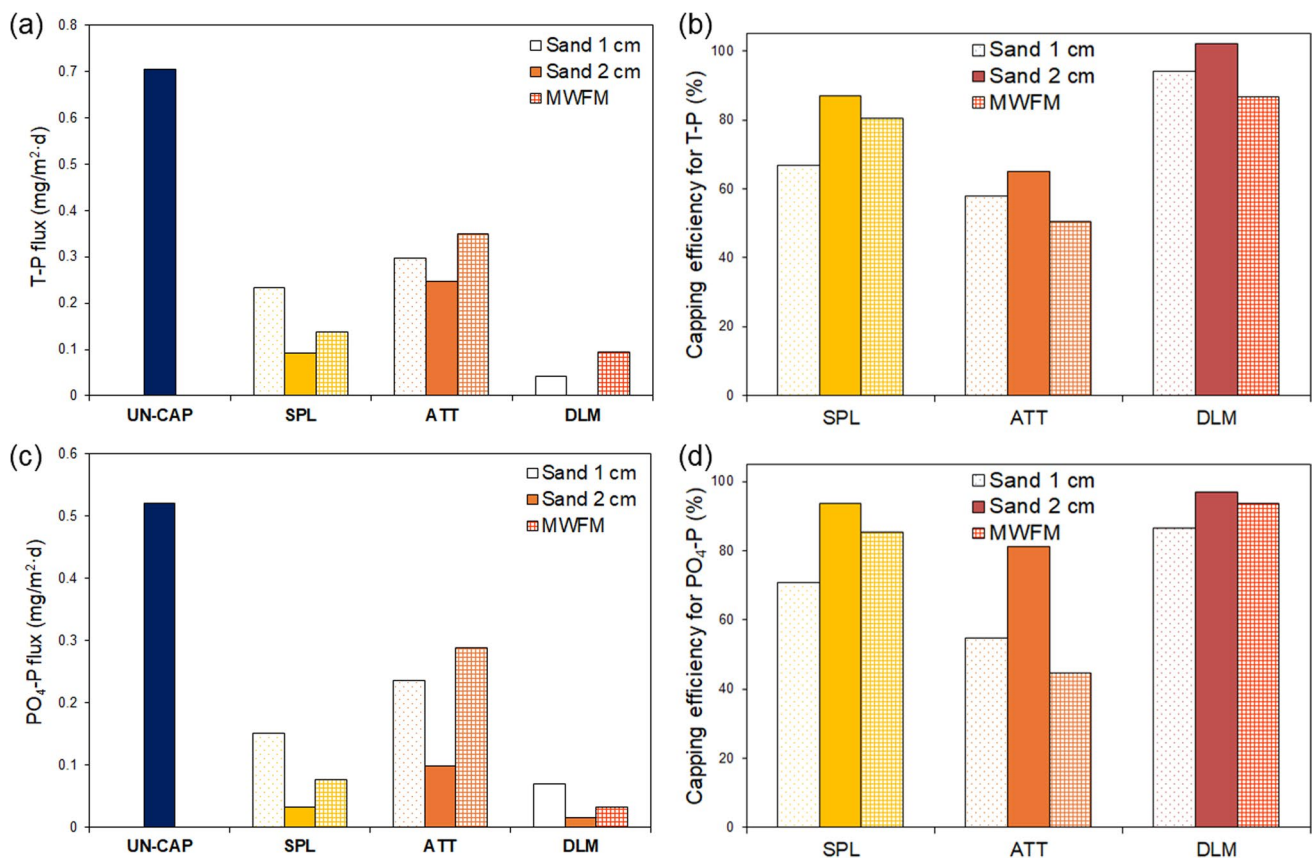 (a)
T-P flux (mg/m²·d)
0.8
0.7
0.6
0.5
0.4
0.3
0.2
0.1
0
Sand 1 cm
Sand 2 cm
MWFM
UN-CAP SPL ATT DLM
(b)
Capping efficiency for T-P (%)
100
80
60
40
20
0
Sand 1 cm
Sand 2 cm
MWFM
SPL ATT DLM
(c)
PO₄-P flux (mg/m²·d)
0.6
0.5
0.4
0.3
0.2
0.1
0
Sand 1 cm
Sand 2 cm
MWFM
UN-CAP SPL ATT DLM
(d)
Capping efficiency for PO₄-P (%)
100
80
60
40
20
0
Sand 1 cm
Sand 2 cm
MWFM
SPL ATT DLM